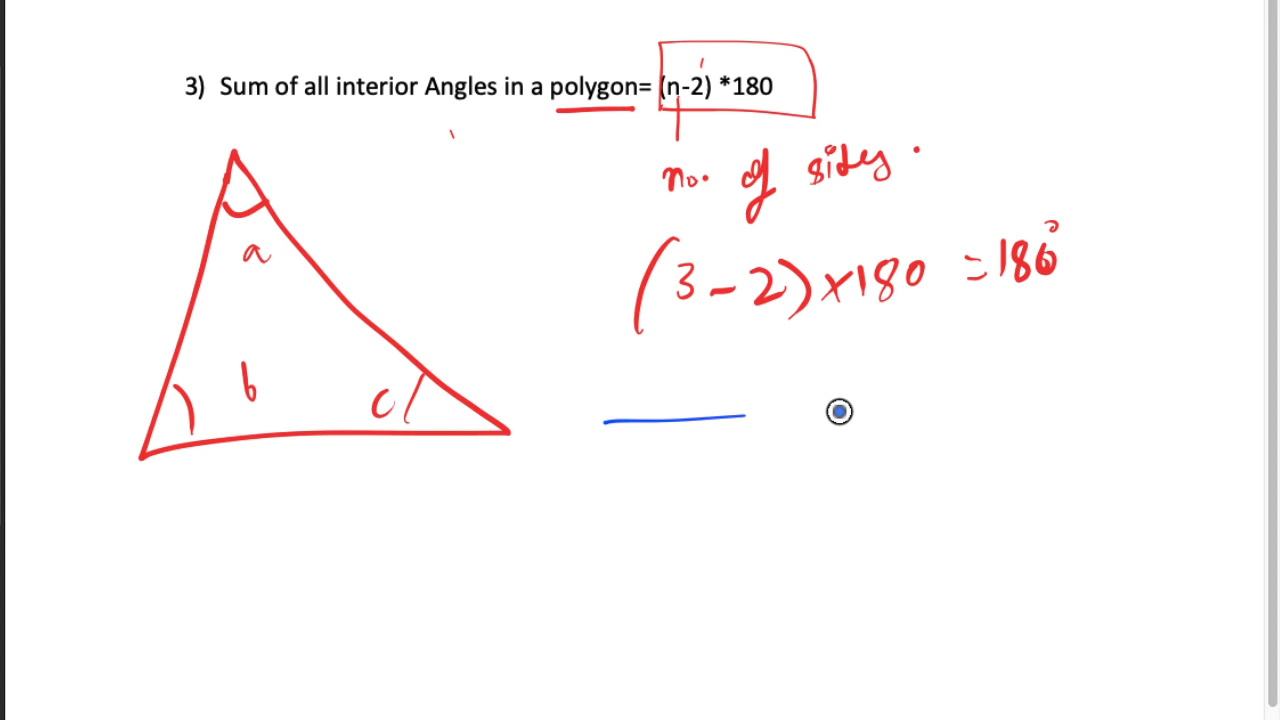 3) Sum of all interior Angles in a polygon= (n-2) *180
no. of sides.
a
(3-2)×180 =180°
b
c